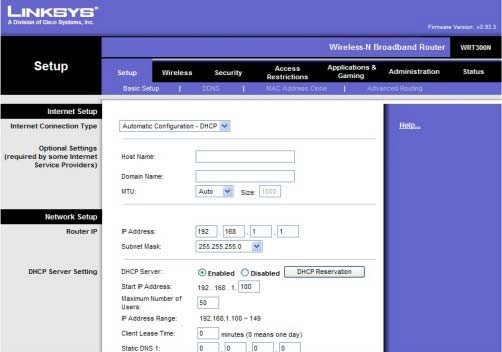 LINKSYS®
A Division of Cisco Systems, Inc.
Firmware Version: v0.93.3
Wireless-N Broadband Router WRT300N
Setup
Setup Wireless Security Access Restrictions Applications & Gaming Administration Status
Basic Setup | DDNS | MAC Address Clone | Advanced Routing
Internet Setup
Internet Connection Type
Automatic Configuration - DHCP
Help...
Optional Settings
(required by some Internet
Service Providers)
Host Name:
Domain Name:
MTU: Auto Size: 1500
Network Setup
Router IP
IP Address: 192 . 168 . 1 . 1
Subnet Mask: 255.255.255.0
DHCP Server Setting
DHCP Server: Enabled Disabled DHCP Reservation
Start IP Address: 192 . 168 . 1. 100
Maximum Number of
Users: 50
IP Address Range: 192.168.1.100 ~ 149
Client Lease Time: 0 minutes (0 means one day)
Static DNS 1: 0 . 0 . 0 . 0